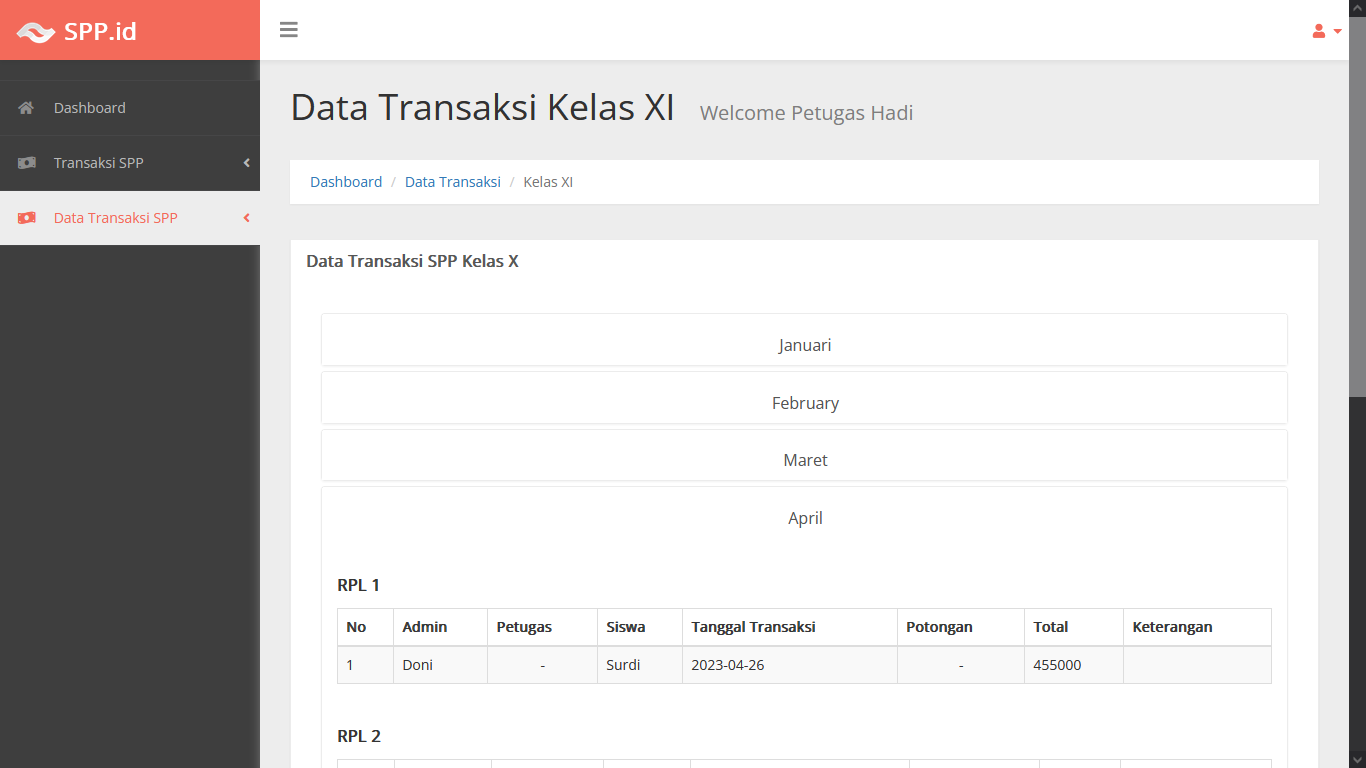 SPP.id
Dashboard
Transaksi SPP
Data Transaksi SPP
Data Transaksi Kelas XI Welcome Petugas Hadi
Dashboard / Data Transaksi / Kelas XI
Data Transaksi SPP Kelas X
Januari
February
Maret
April
RPL 1
No Admin Petugas Siswa Tanggal Transaksi Potongan Total Keterangan
1 Doni - Surdi 2023-04-26 - 455000
RPL 2